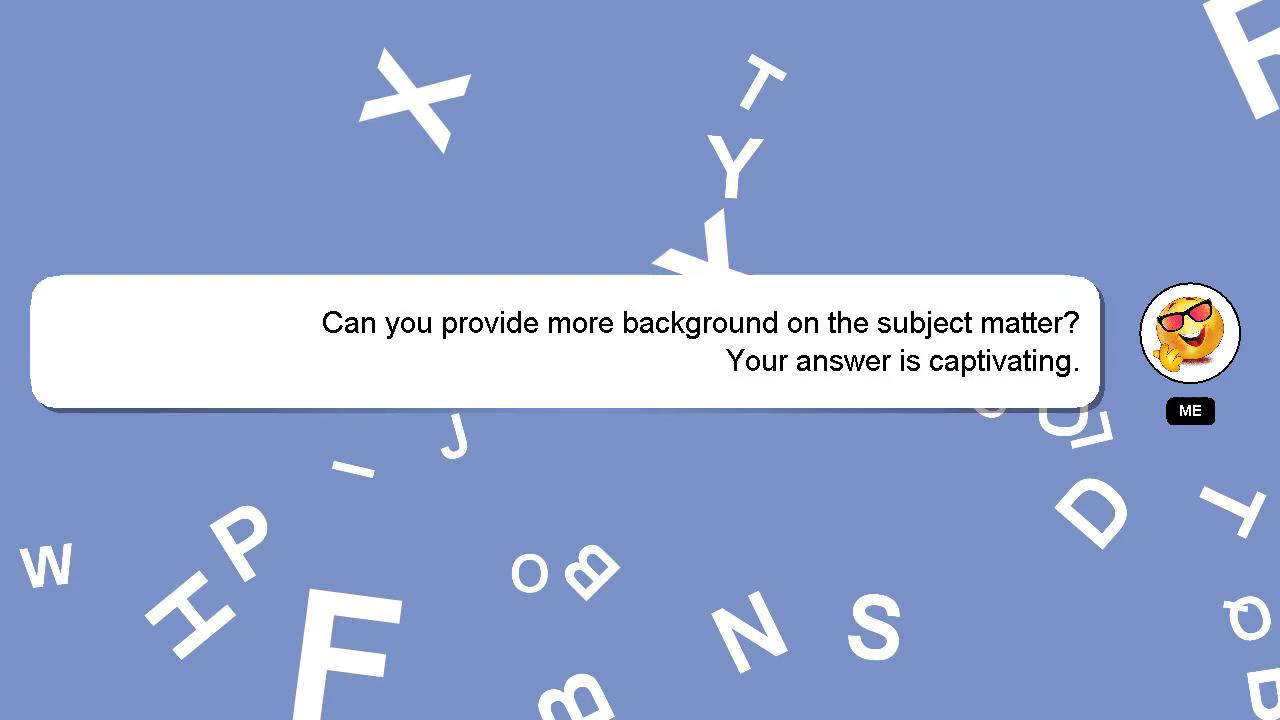 X
T
Y
F
Can you provide more background on the subject matter?
Your answer is captivating.
ME
J
I
L
D
T
P
W
H
O
B
F
N
S
O
B
B